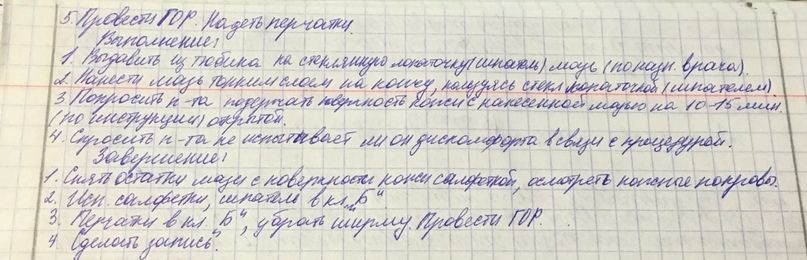 5. Провести ГОР. Надеть перчатки.
Выполнение:
1. Выдавить из тюбика на стеклянную лопаточку (шпатель) мазь (по назн. врача).
2. Нанести мазь тонким слоем на кожу, пользуясь стекл. лопаточкой (шпателем).
3. Попросить п-та подержать поверхность кожи с нанесенной мазью на 10-15 мин.
(по инструкции) открытой.
4. Спросить п-та не испытывает ли он дискомфорта в связи с процедурой.
Завершение:
1. Снять остатки мази с поверхности кожи салфеткой, осмотреть кожные покровы.
2. Исп. салфетки, шпатель в кл. „Б"
3. Перчатки в кл. „Б", убрать ширму. Провести ГОР.
4. Сделать запись.